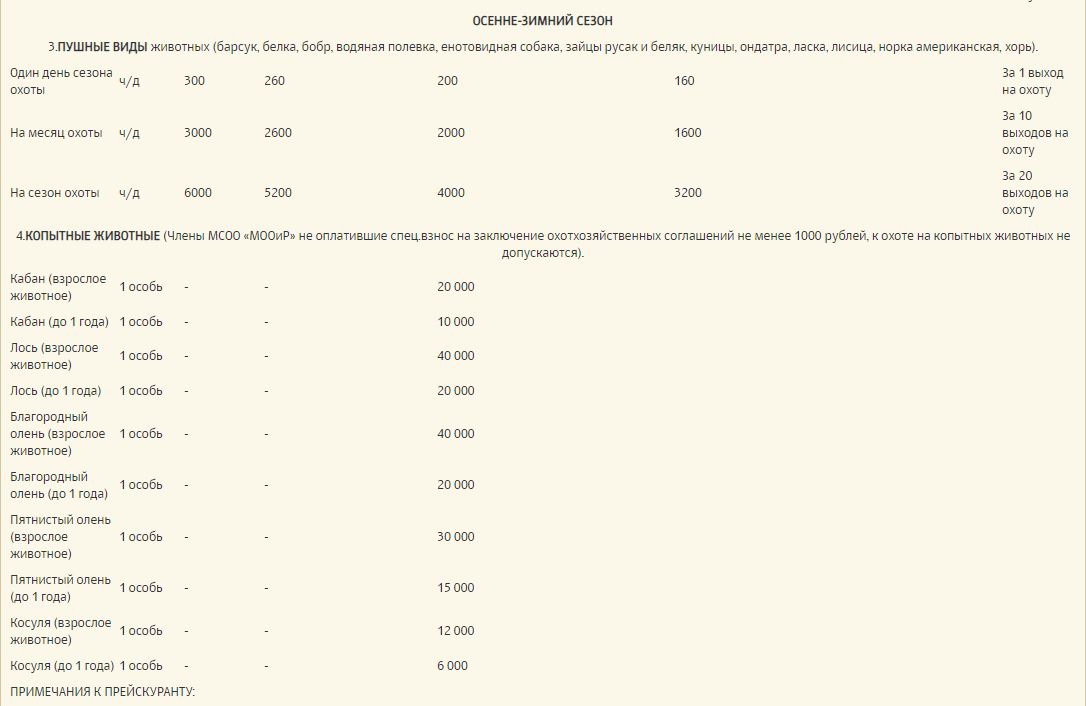 ОСЕННЕ-ЗИМНИЙ СЕЗОН
3.ПУШНЫЕ ВИДЫ животных (барсук, белка, бобр, водяная полевка, енотовидная собака, зайцы русак и беляк, куницы, ондатра, ласка, лисица, норка американская, хорь).
Один день сезона
охоты
ч/д 300 260 200 160
За 1 выход
на охоту
На месяц охоты ч/д 3000 2600 2000 1600
За 10
выходов на
охоту
На сезон охоты ч/д 6000 5200 4000 3200
За 20
выходов на
охоту
4.КОПЫТНЫЕ ЖИВОТНЫЕ (Члены МСОО «МООиР» не оплатившие спец.взнос на заключение охотхозяйственных соглашений не менее 1000 рублей, к охоте на копытных животных не
допускаются).
Кабан (взрослое
животное)
1 особь - - 20 000
Кабан (до 1 года) 1 особь - - 10 000
Лось (взрослое
животное)
1 особь - - 40 000
Лось (до 1 года) 1 особь - - 20 000
Благородный
олень (взрослое
животное)
1 особь - - 40 000
Благородный
олень (до 1 года)
1 особь - - 20 000
Пятнистый олень
(взрослое
животное)
1 особь - - 30 000
Пятнистый олень
(до 1 года)
1 особь - - 15 000
Косуля (взрослое
животное)
1 особь - - 12 000
Косуля (до 1 года) 1 особь - - 6 000
ПРИМЕЧАНИЯ К ПРЕЙСКУРАНТУ: